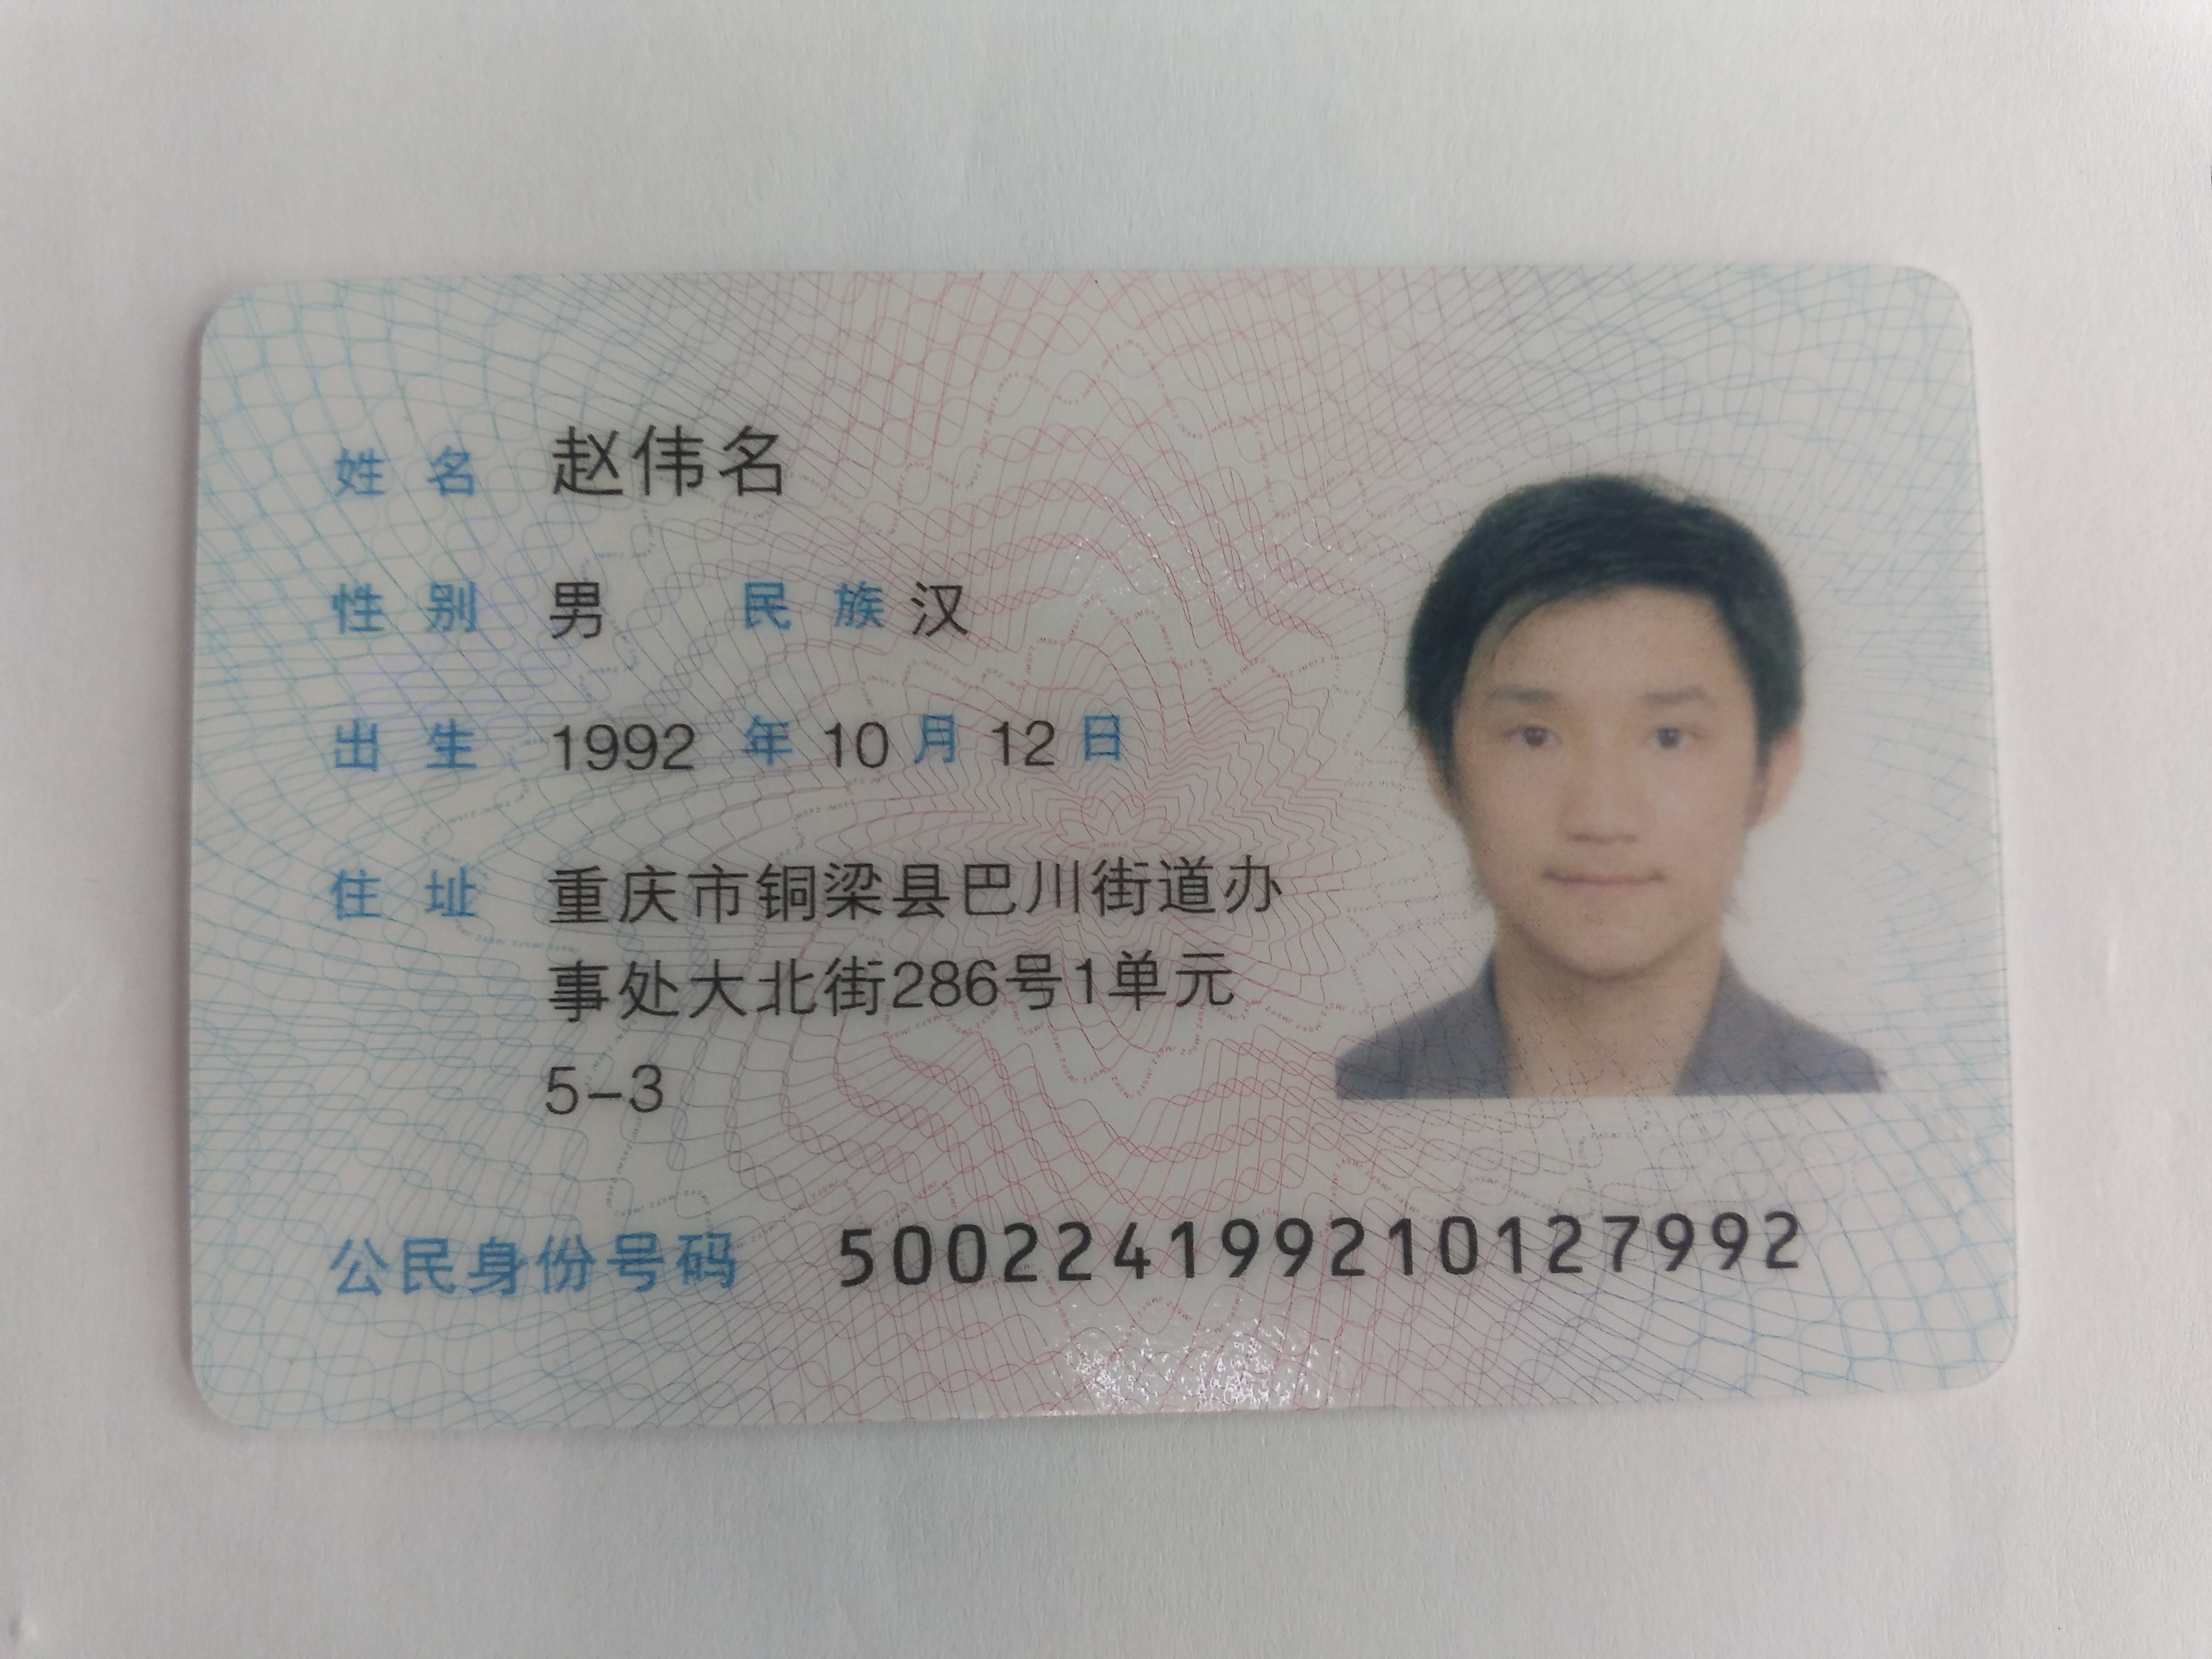 姓名 赵伟名
性别 男 民族 汉
出生 1992 年 10 月 12 日
住址 重庆市铜梁县巴川街道办
事处大北街286号1单元
5-3
公民身份号码 500224199210127992